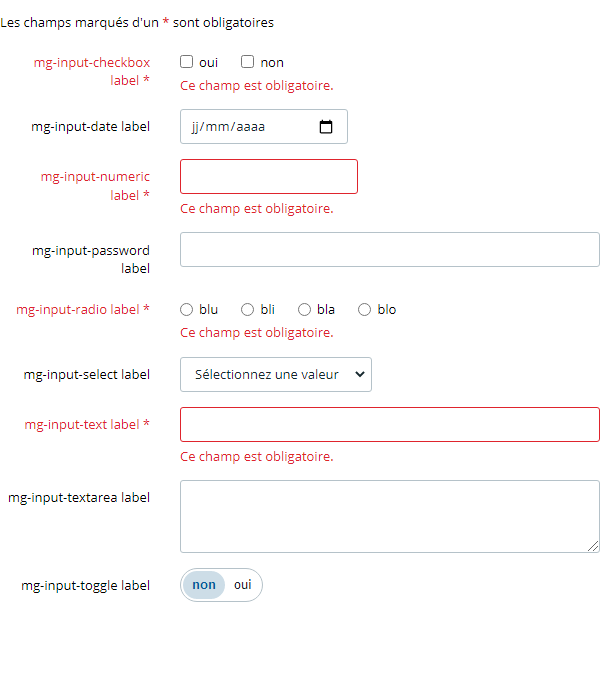 Les champs marqués d'un * sont obligatoires
mg-input-checkbox
label *
oui non
Ce champ est obligatoire.
mg-input-date label
jj/mm/aaaa
mg-input-numeric
label *
Ce champ est obligatoire.
mg-input-password
label
mg-input-radio label *
blu bli bla blo
Ce champ est obligatoire.
mg-input-select label
Sélectionnez une valeur
mg-input-text label *
Ce champ est obligatoire.
mg-input-textarea label
mg-input-toggle label
non oui